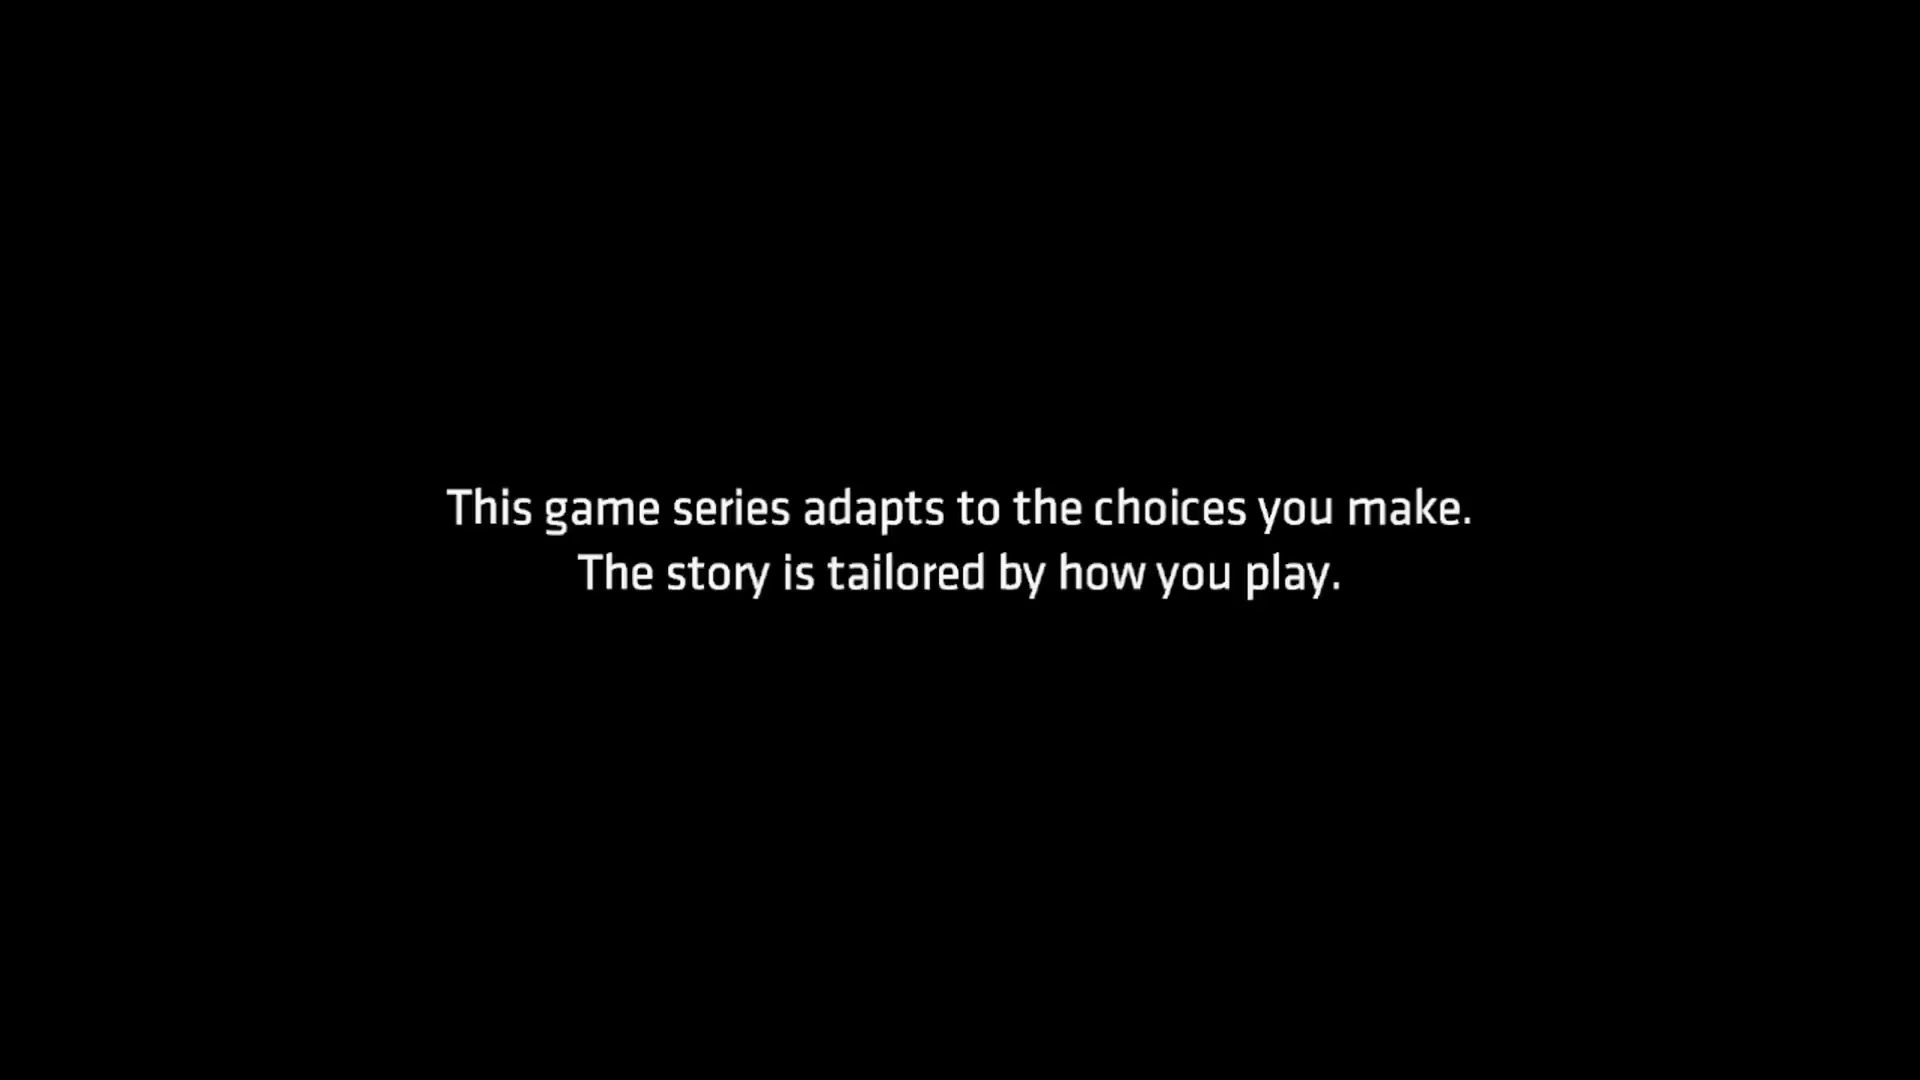 This game series adapts to the choices you make.
The story is tailored by how you play.